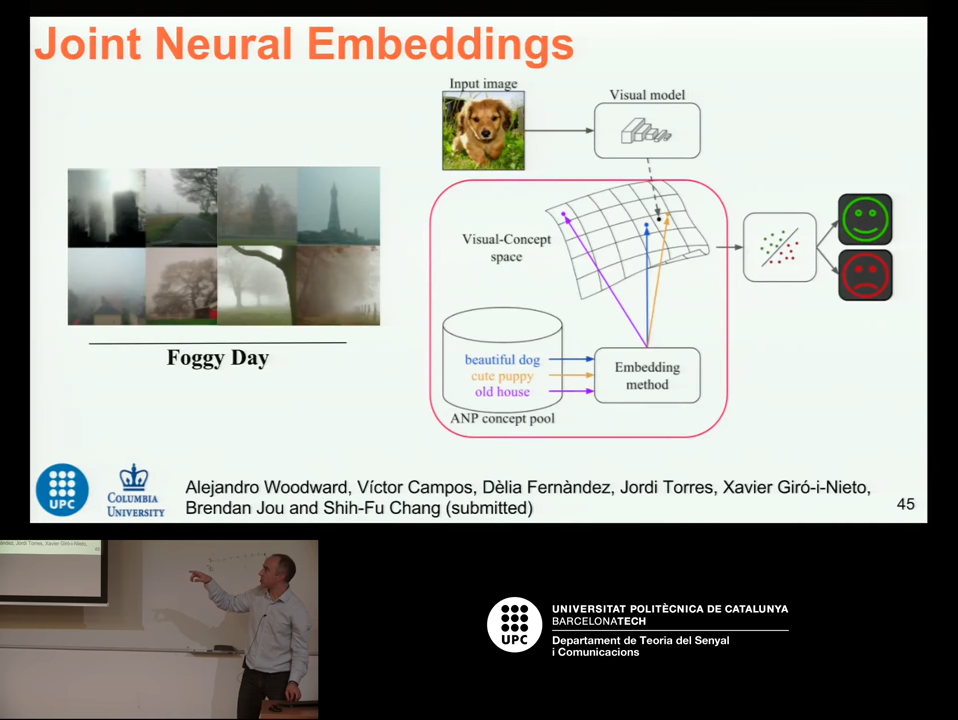 Joint Neural Embeddings
Input image
Visual model
Visual-Concept
space
beautiful dog
cute puppy
old house
Embedding
method
ANP concept pool
Foggy Day
UPC
COLUMBIA
UNIVERSITY
Alejandro Woodward, Víctor Campos, Dèlia Fernàndez, Jordi Torres, Xavier Giró-i-Nieto,
Brendan Jou and Shih-Fu Chang (submitted)
45
UPC
UNIVERSITAT POLITÈCNICA DE CATALUNYA
BARCELONATECH
Departament de Teoria del Senyal
i Comunicacions